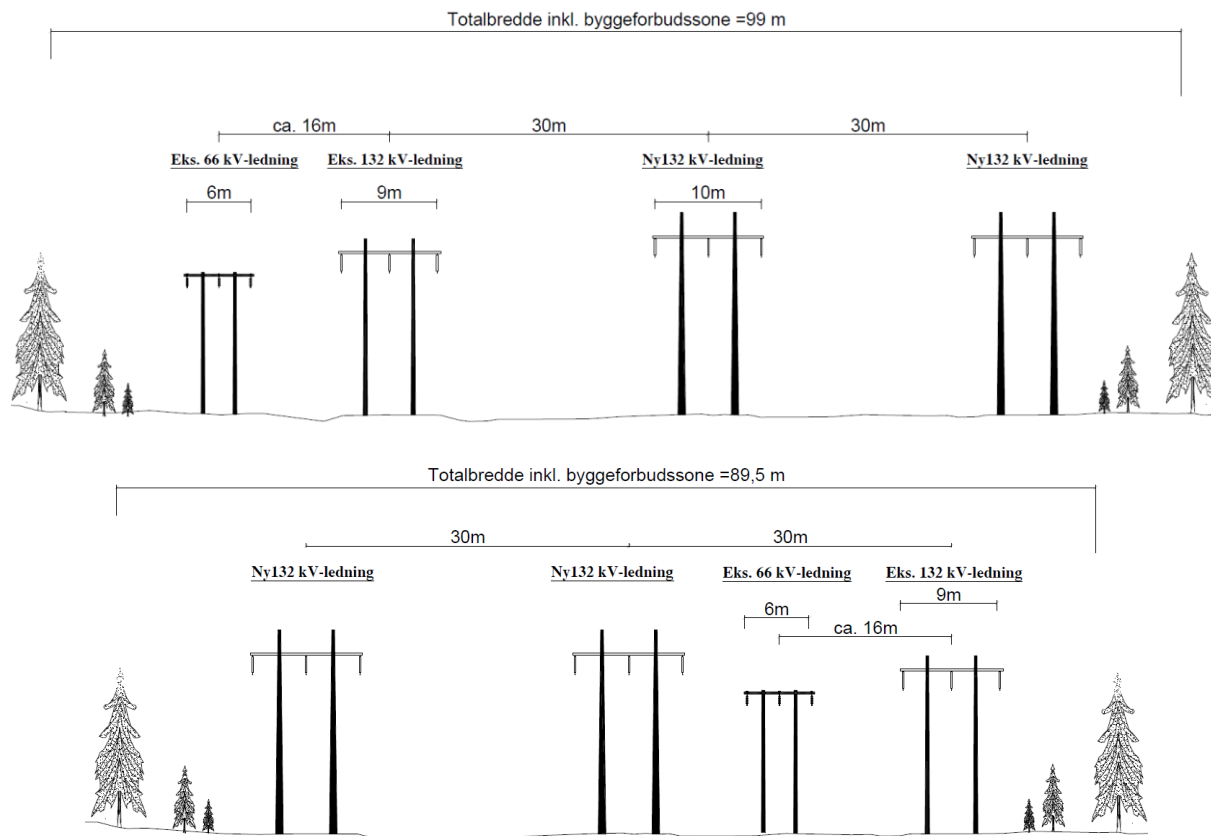 Totalbredde inkl. byggeforbudssone =99 m
ca. 16m 30m 30m
Eks. 66 kV-ledning Eks. 132 kV-ledning Ny132 kV-ledning Ny132 kV-ledning
6m 9m 10m
Totalbredde inkl. byggeforbudssone =89,5 m
30m 30m
Ny132 kV-ledning Ny132 kV-ledning Eks. 66 kV-ledning Eks. 132 kV-ledning
9m
6m
ca. 16m